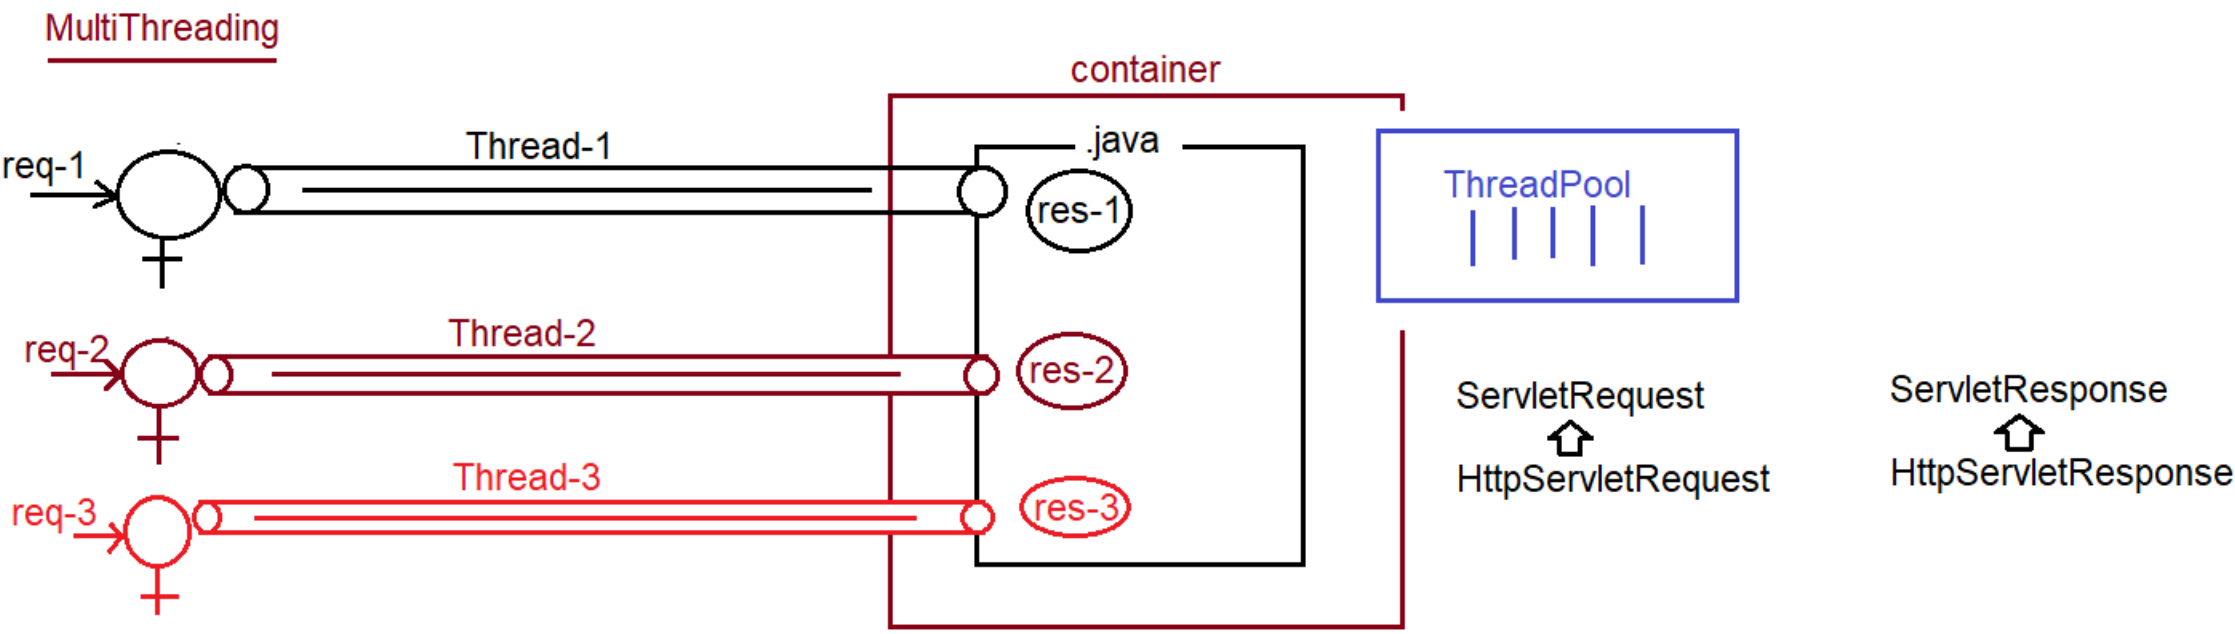 MultiThreading
container
.java
req-1
Thread-1
res-1
ThreadPool
req-2
Thread-2
res-2
req-3
Thread-3
res-3
ServletRequest
HttpServletRequest
ServletResponse
HttpServletResponse